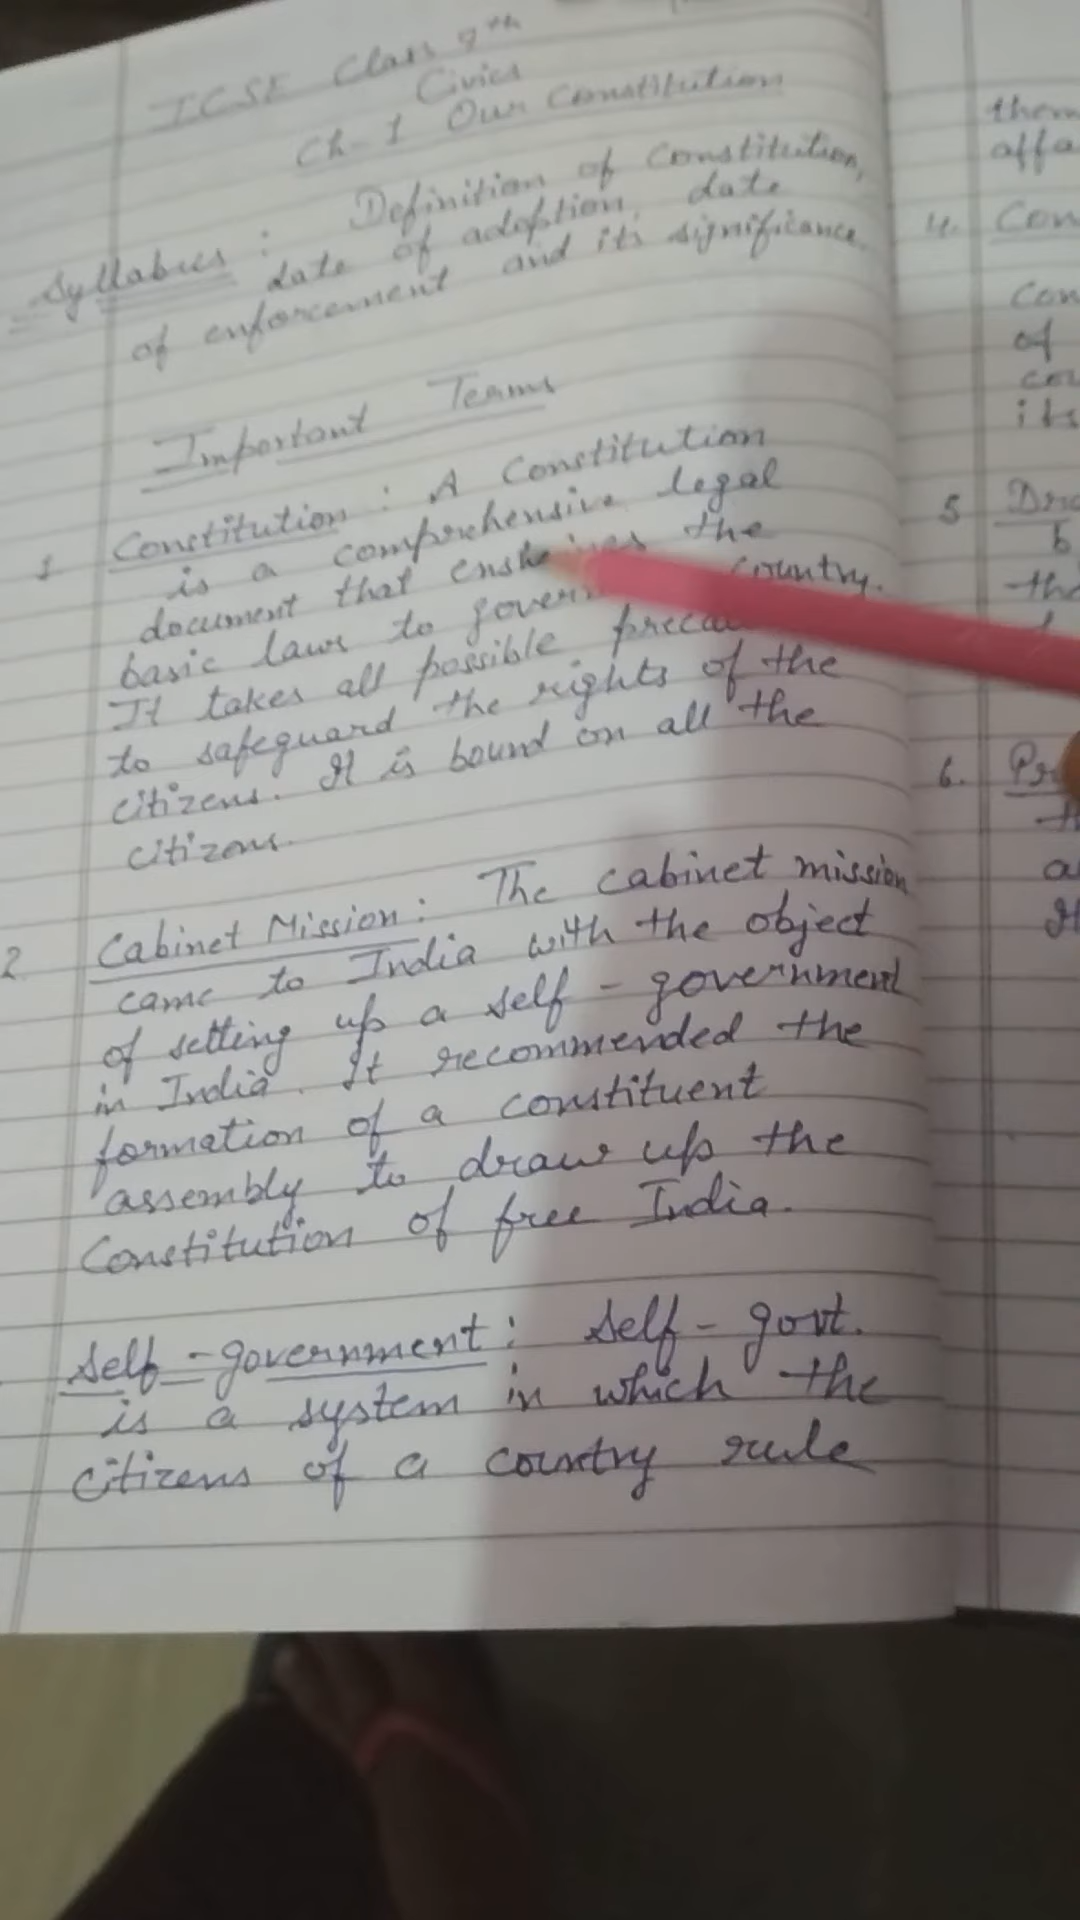 ICSE Class 9th
Civics
Ch-1 Our Constitution
Syllabus : Definition of Constitution,
date of adoption, date
of enforcement and its significance.
Important Terms
1 Constitution : A Constitution
is a comprehensive legal
document that the
basic laws to country.
It takes all possible
to safeguard the rights of the
citizens. It is bound on all the
citizens.
2 Cabinet Mission : The cabinet mission
came to India with the object
of setting up a self - government
in India. It recommended the
formation of a constituent
assembly to draw up the
Constitution of free India.
Self - government : Self - govt.
is a system in which the
citizens of a country rule
4.
5
6.
of
its